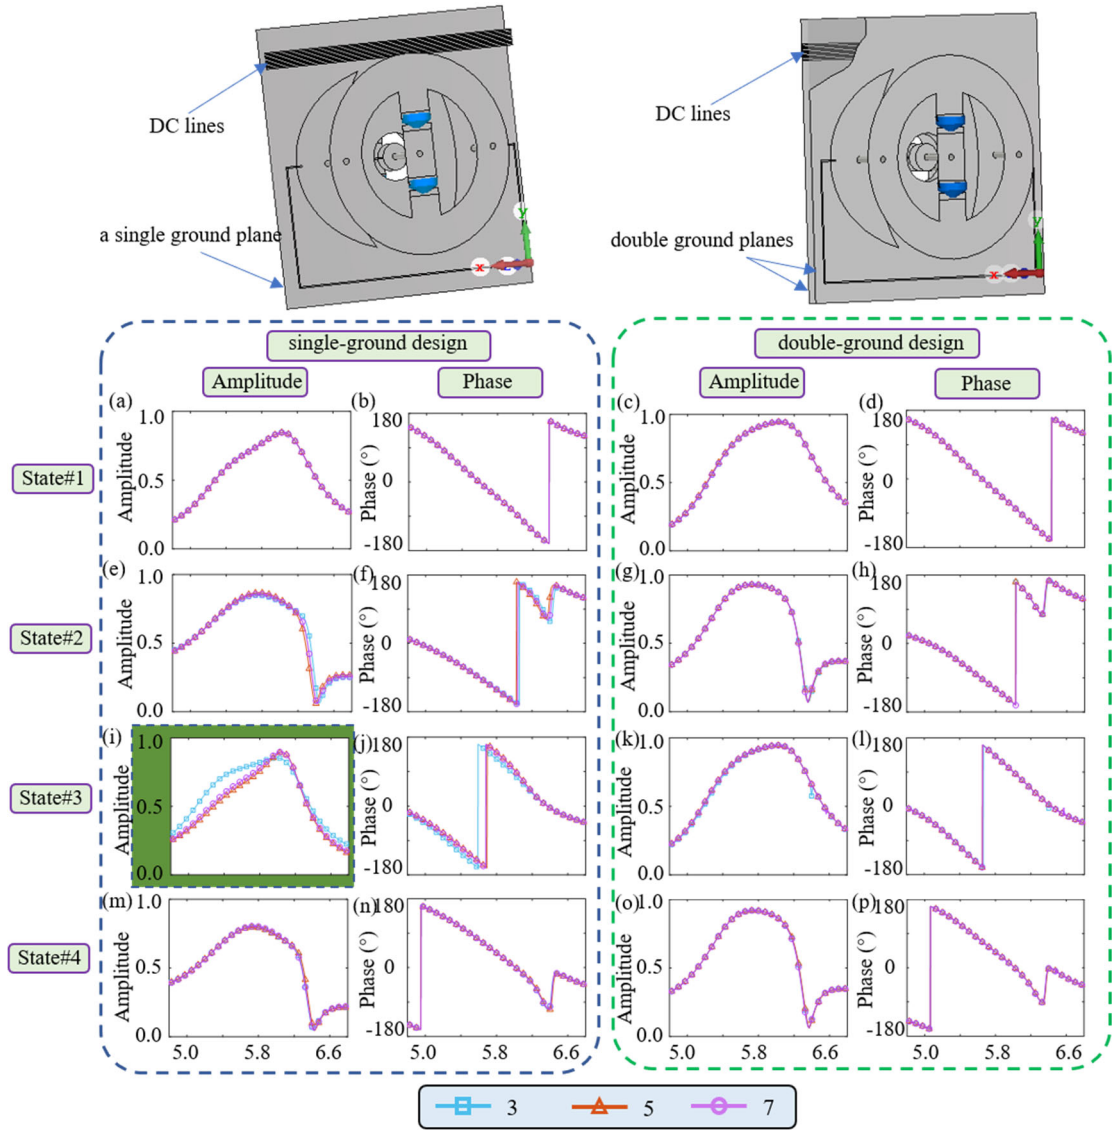 DC lines
DC lines
a single ground plane
double ground planes
y
x
z
y
x
single-ground design
double-ground design
Amplitude
Phase
Amplitude
Phase
(a)
(b)
(c)
(d)
State#1
Amplitude
1.0
0.5
0.0
Phase (°)
180
0
-180
Amplitude
1.0
0.5
0.0
Phase (°)
180
0
-180
(e)
(f)
(g)
(h)
State#2
Amplitude
1.0
0.5
0.0
Phase (°)
180
0
-180
Amplitude
1.0
0.5
0.0
Phase (°)
180
0
-180
(i)
(j)
(k)
(l)
State#3
Amplitude
1.0
0.5
0.0
Phase (°)
180
0
-180
Amplitude
1.0
0.5
0.0
Phase (°)
180
0
-180
(m)
(n)
(o)
(p)
State#4
Amplitude
1.0
0.5
0.0
Phase (°)
180
0
-180
Amplitude
1.0
0.5
0.0
Phase (°)
180
0
-180
5.0 5.8 6.6
5.0 5.8 6.6
5.0 5.8 6.6
5.0 5.8 6.6
3 5 7